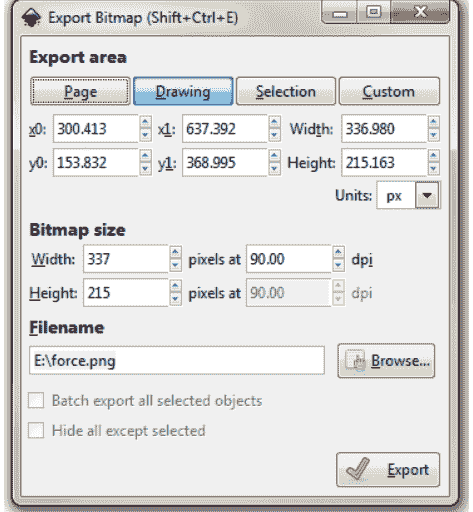 Export Bitmap (Shift+Ctrl+E)
Export area
Page Drawing Selection Custom
x0: 300.413 x1: 637.392 Width: 336.980
y0: 153.832 y1: 368.995 Height: 215.163
Units: px
Bitmap size
Width: 337 pixels at 90.00 dpi
Height: 215 pixels at 90.00 dpi
Filename
E:\force.png Browse...
Batch export all selected objects
Hide all except selected
Export